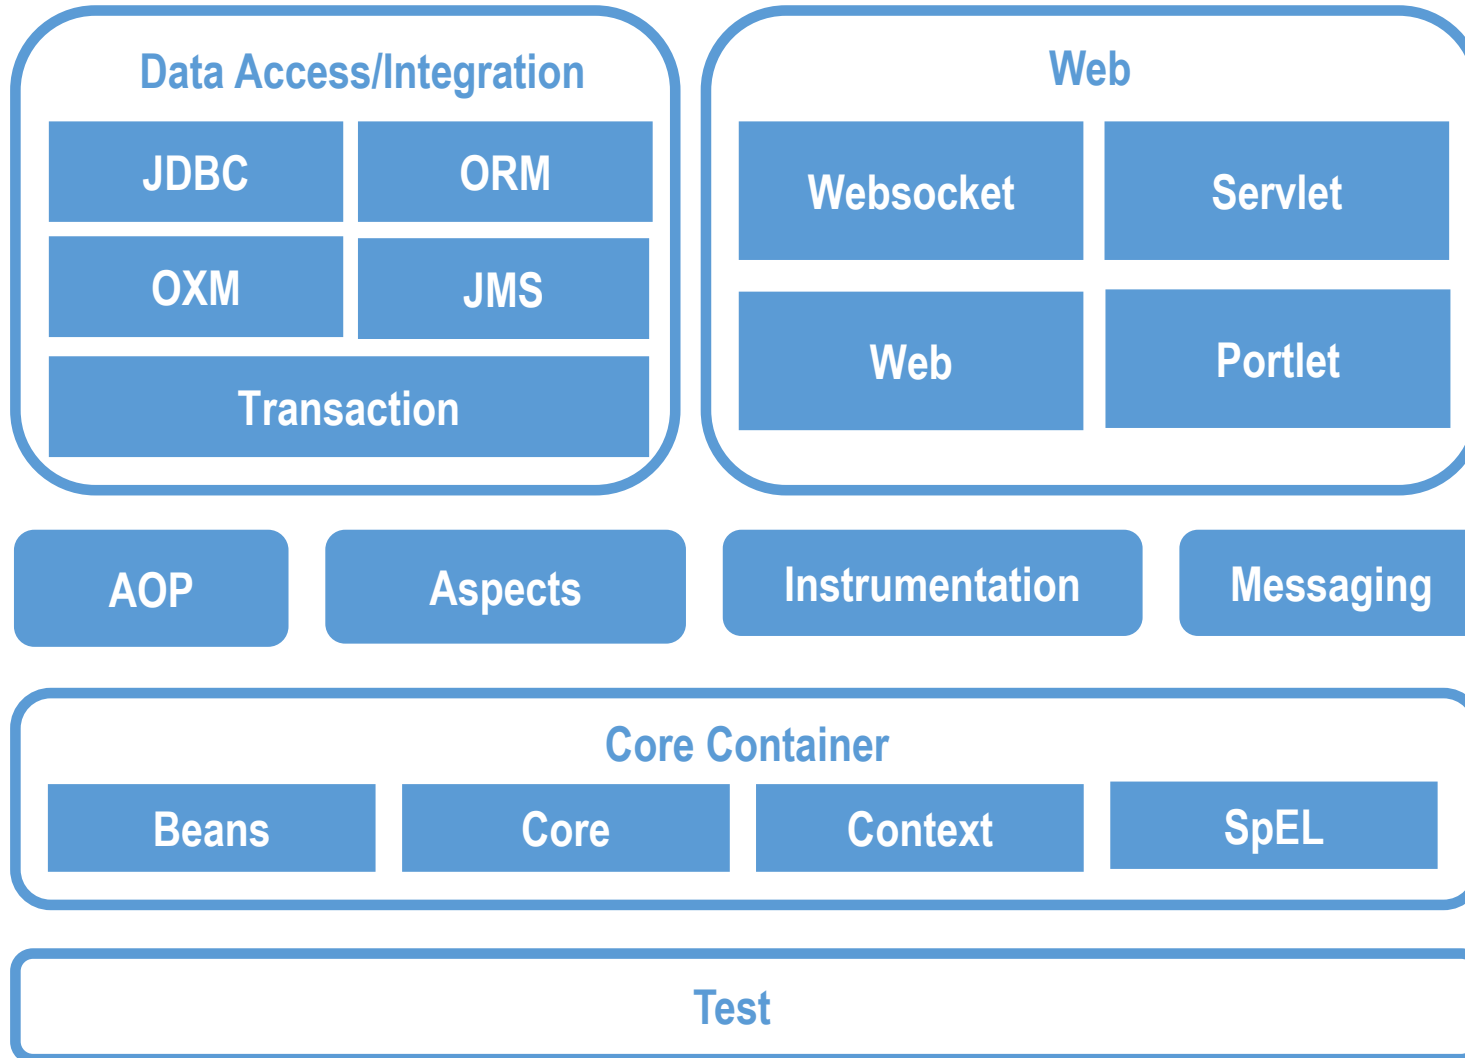 Data Access/Integration
JDBC
ORM
OXM
JMS
Transaction
Web
Websocket
Servlet
Web
Portlet
AOP
Aspects
Instrumentation
Messaging
Core Container
Beans
Core
Context
SpEL
Test